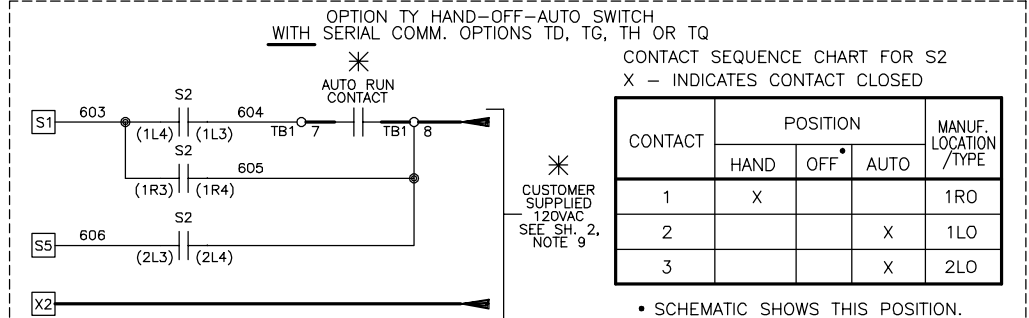 OPTION TY HAND-OFF-AUTO SWITCH
WITH SERIAL COMM. OPTIONS TD, TG, TH OR TQ
CONTACT SEQUENCE CHART FOR S2
X - INDICATES CONTACT CLOSED
AUTO RUN
CONTACT
S1 603 S2 604 TB1 7 TB1 8
(1L4) (1L3)
S2 605
(1R3) (1R4)
S5 606 S2
(2L3) (2L4)
X2
CUSTOMER
SUPPLIED
120VAC
SEE SH. 2,
NOTE 9
CONTACT POSITION MANUF. LOCATION /TYPE
HAND OFF• AUTO
1 X 1RO
2 X 1LO
3 X 2LO
• SCHEMATIC SHOWS THIS POSITION.